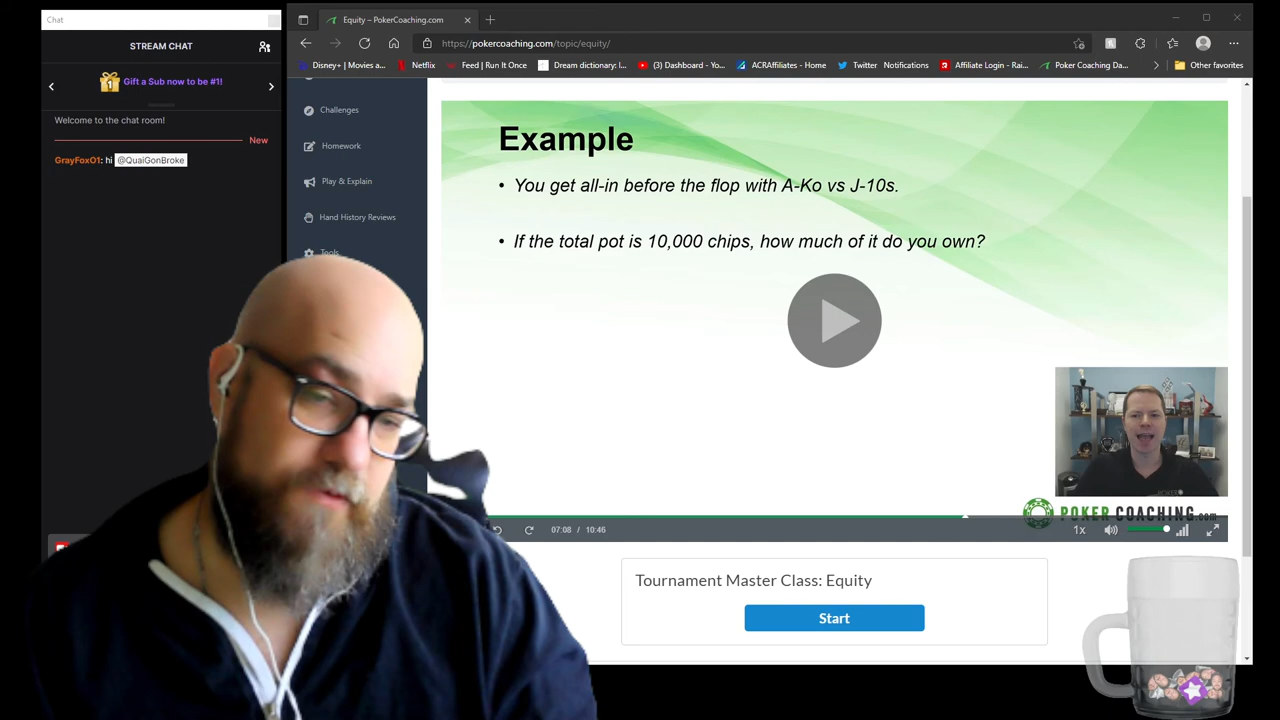 Chat
STREAM CHAT
1
Gift a Sub now to be #1!
Welcome to the chat room!
New
GrayFoxO1: hi @QuaiGonBroke
Equity – PokerCoaching.com
https://pokercoaching.com/topic/equity/
Disney+ | Movies a...
Netflix
Feed | Run It Once
Dream dictionary: I...
(3) Dashboard - Yo...
ACRAffiliates - Home
Twitter
Notifications
Affiliate Login - Rai...
Poker Coaching Da...
Other favorites
Challenges
Homework
Play & Explain
Hand History Reviews
Tools
Example
• You get all-in before the flop with A-Ko vs J-10s.
• If the total pot is 10,000 chips, how much of it do you own?
POKER COACHING.com
07:08 / 10:46
1x
Tournament Master Class: Equity
Start